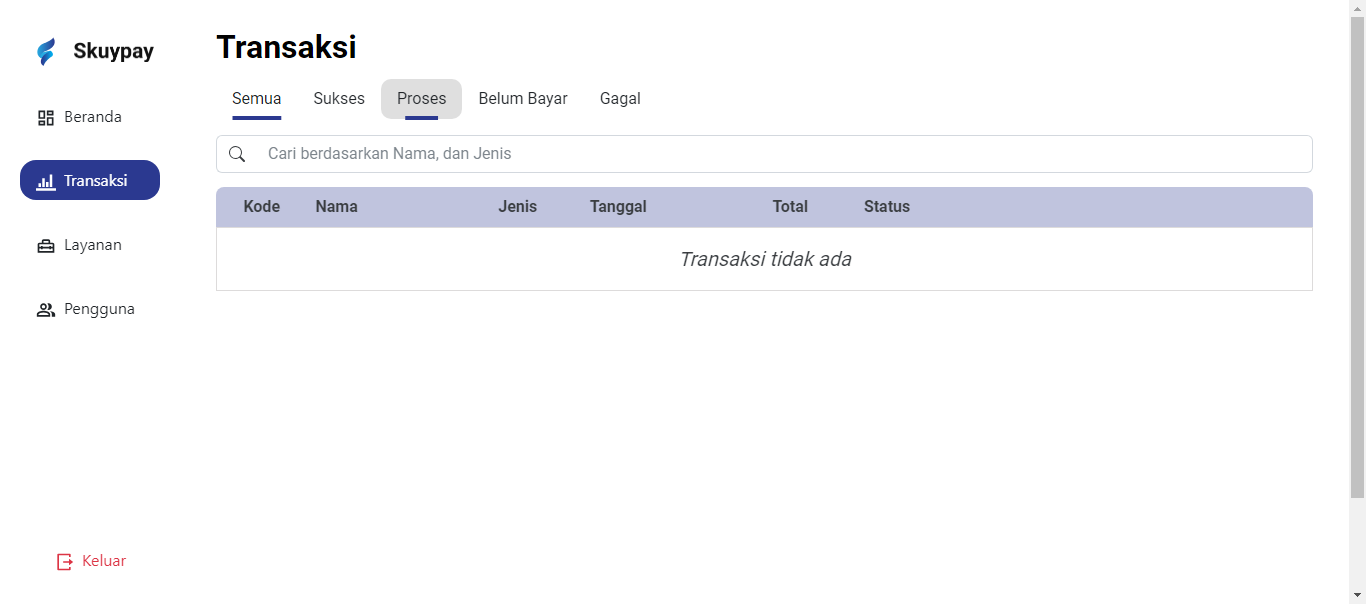 Skuypay
Beranda
Transaksi
Layanan
Pengguna
Keluar
Transaksi
Semua Sukses Proses Belum Bayar Gagal
Cari berdasarkan Nama, dan Jenis
Kode Nama Jenis Tanggal Total Status
Transaksi tidak ada